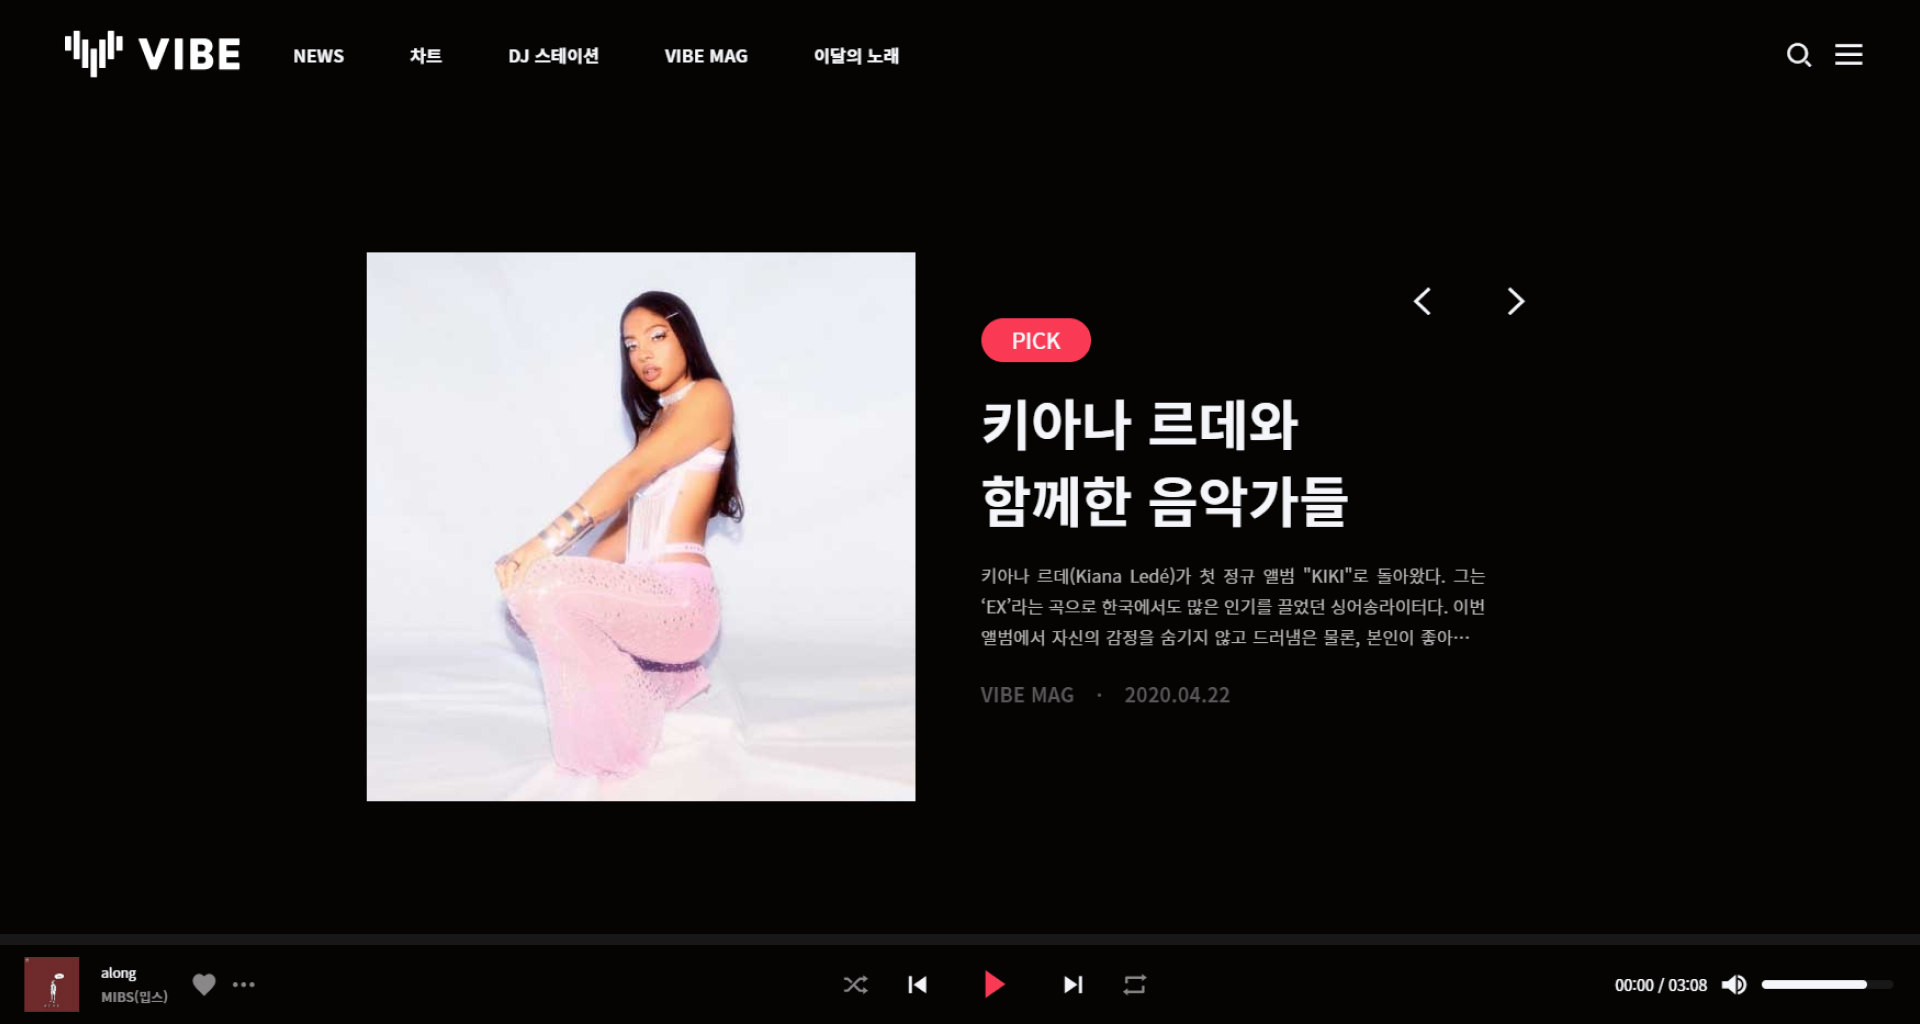 VIBE
NEWS
차트
DJ 스테이션
VIBE MAG
이달의 노래
PICK
키아나 르데와
함께한 음악가들
키아나 르데(Kiana Ledé)가 첫 정규 앨범 "KIKI"로 돌아왔다. 그는
‘EX’라는 곡으로 한국에서도 많은 인기를 끌었던 싱어송라이터다. 이번
앨범에서 자신의 감정을 숨기지 않고 드러냄은 물론, 본인이 좋아…
VIBE MAG · 2020.04.22
along
MIBS(밉스)
00:00 / 03:08